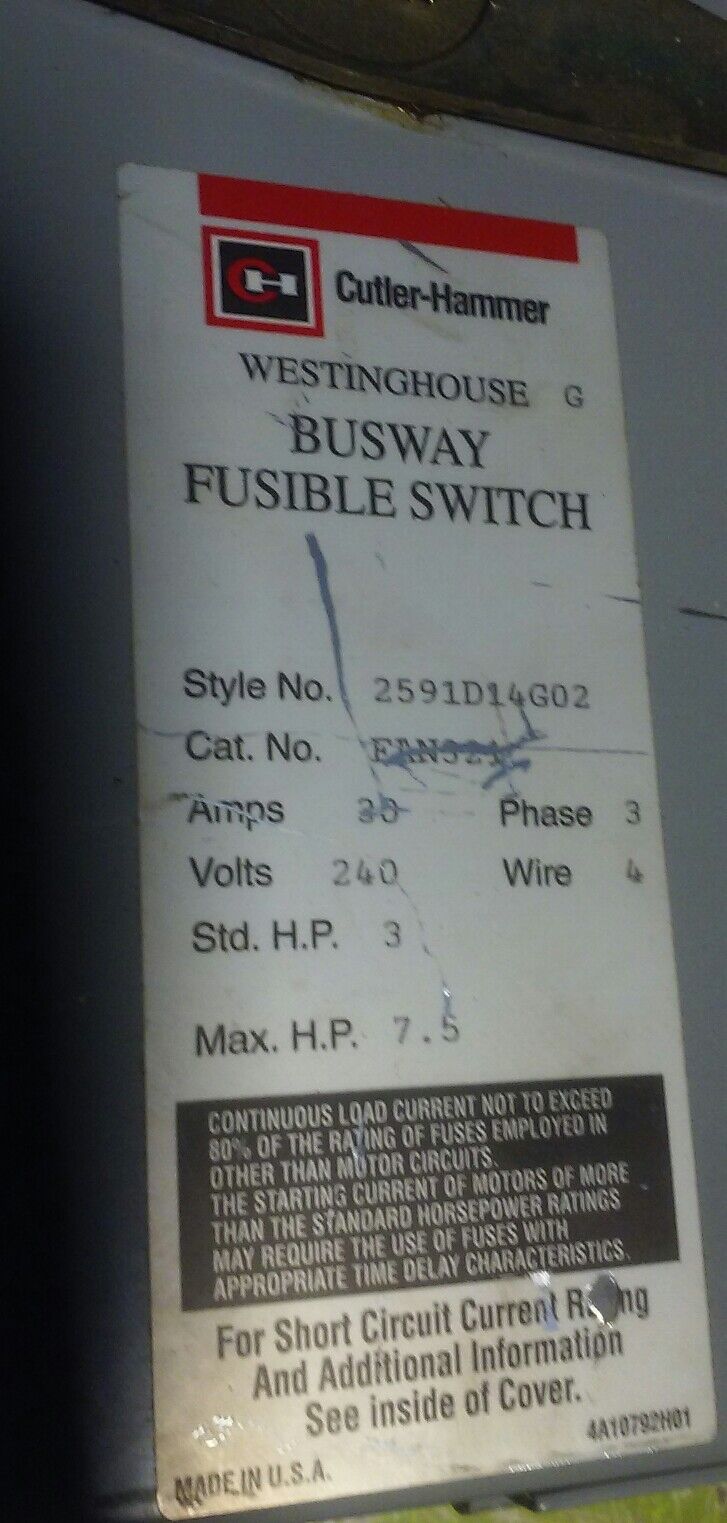 CH Cutler-Hammer
WESTINGHOUSE G
BUSWAY
FUSIBLE SWITCH
Style No. 2591D14G02
Cat. No.
Amps 30 Phase 3
Volts 240 Wire 4
Std. H.P. 3
Max. H.P. 7.5
CONTINUOUS LOAD CURRENT NOT TO EXCEED
80% OF THE RATING OF FUSES EMPLOYED IN
OTHER THAN MOTOR CIRCUITS.
THE STARTING CURRENT OF MOTORS OF MORE
THAN THE STANDARD HORSEPOWER RATINGS
MAY REQUIRE THE USE OF FUSES WITH
APPROPRIATE TIME DELAY CHARACTERISTICS.
For Short Circuit Current Rating
And Additional Information
See inside of Cover.
4A10792H01
MADE IN U.S.A.